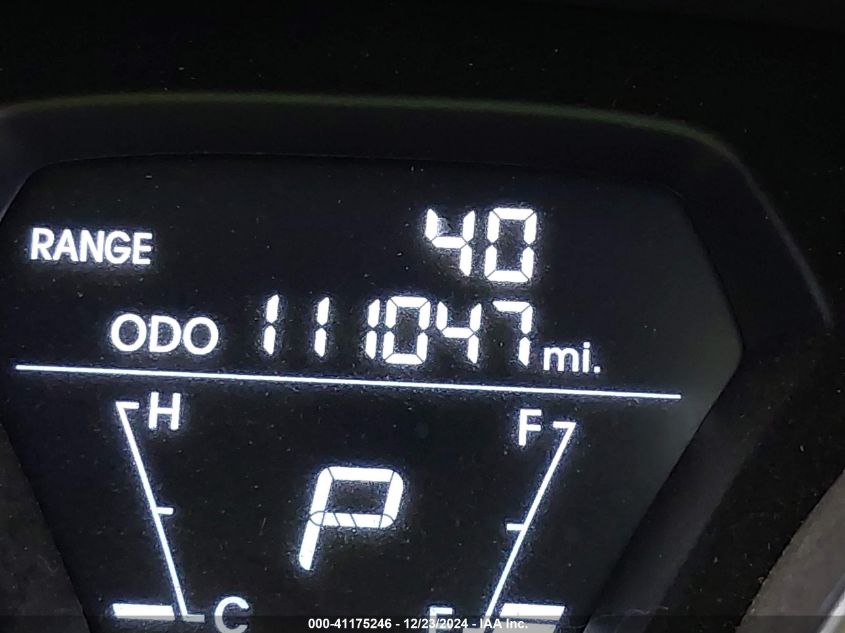 RANGE 40
ODO 111047 mi.
H F
P
C E
000-41175246 - 12/23/2024 - IAA Inc.